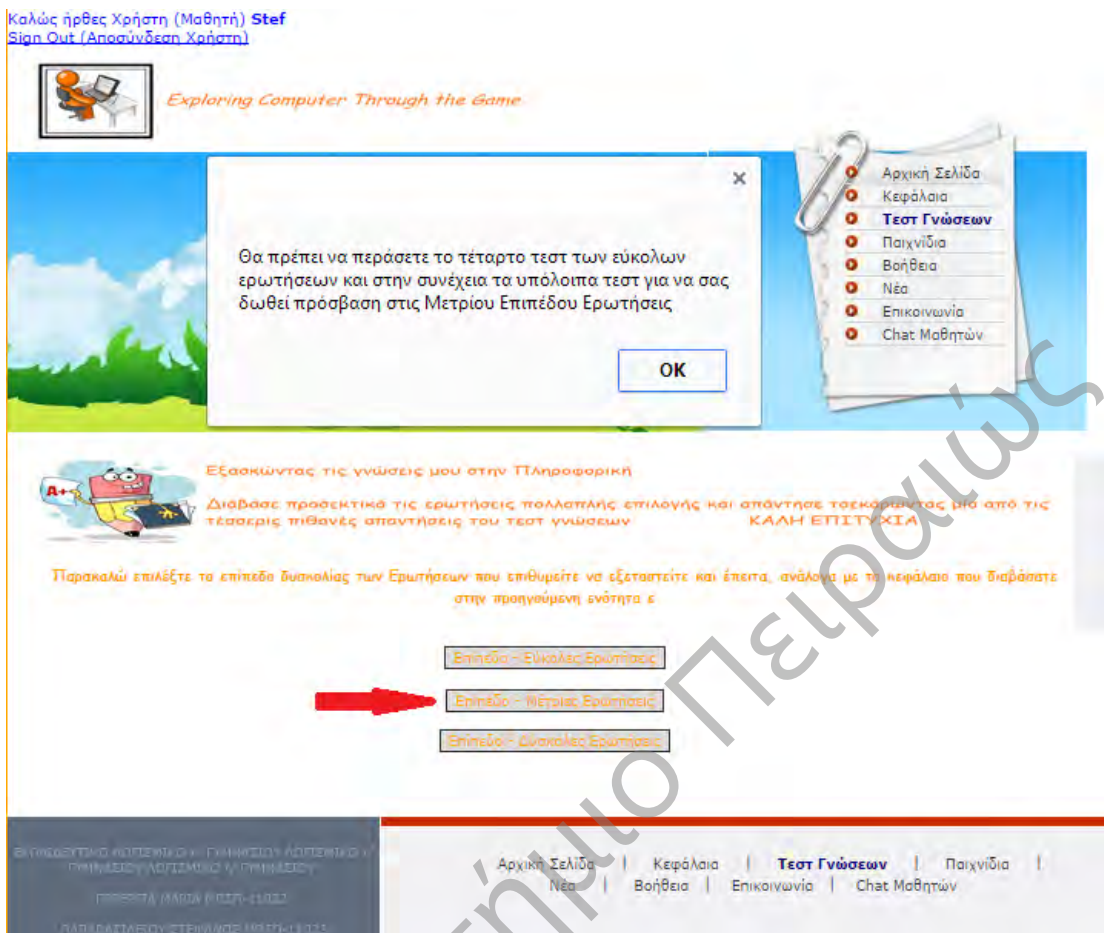 Καλώς ήρθες Χρήστη (Μαθητή) Stef
Sign Out (Αποσύνδεση Χρήστη)
Exploring Computer Through the Game
×
Θα πρέπει να περάσετε το τέταρτο τεστ των εύκολων
ερωτήσεων και στην συνέχεια τα υπόλοιπα τεστ για να σας
δωθεί πρόσβαση στις Μετρίου Επιπέδου Ερωτήσεις
OK
Αρχική Σελίδα
Κεφάλαια
Τεστ Γνώσεων
Παιχνίδια
Βοήθεια
Νέα
Επικοινωνία
Chat Μαθητών
A+
Εξασκώντας τις γνώσεις μου στην Πληροφορική
Διάβασε προσεκτικά τις ερωτήσεις πολλαπλής επιλογής και απάντησε τσεκάροντας μία από τις
τέσσερις πιθανές απαντήσεις του τεστ γνώσεων ΚΑΛΗ ΕΠΙΤΥΧΙΑ
Παρακαλώ επιλέξτε το επίπεδο δυσκολίας των Ερωτήσεων που επιθυμείτε να εξεταστείτε και έπειτα, ανάλογα με το κεφάλαιο που διαβάσατε
στην προηγούμενη ενότητα ε
Επίπεδο - Εύκολες Ερωτήσεις
Επίπεδο - Μέτριες Ερωτήσεις
Επίπεδο - Δύσκολες Ερωτήσεις
Αρχική Σελίδα | Κεφάλαια | Τεστ Γνώσεων | Παιχνίδια |
Νέα | Βοήθεια | Επικοινωνία | Chat Μαθητών
Πειραιώς